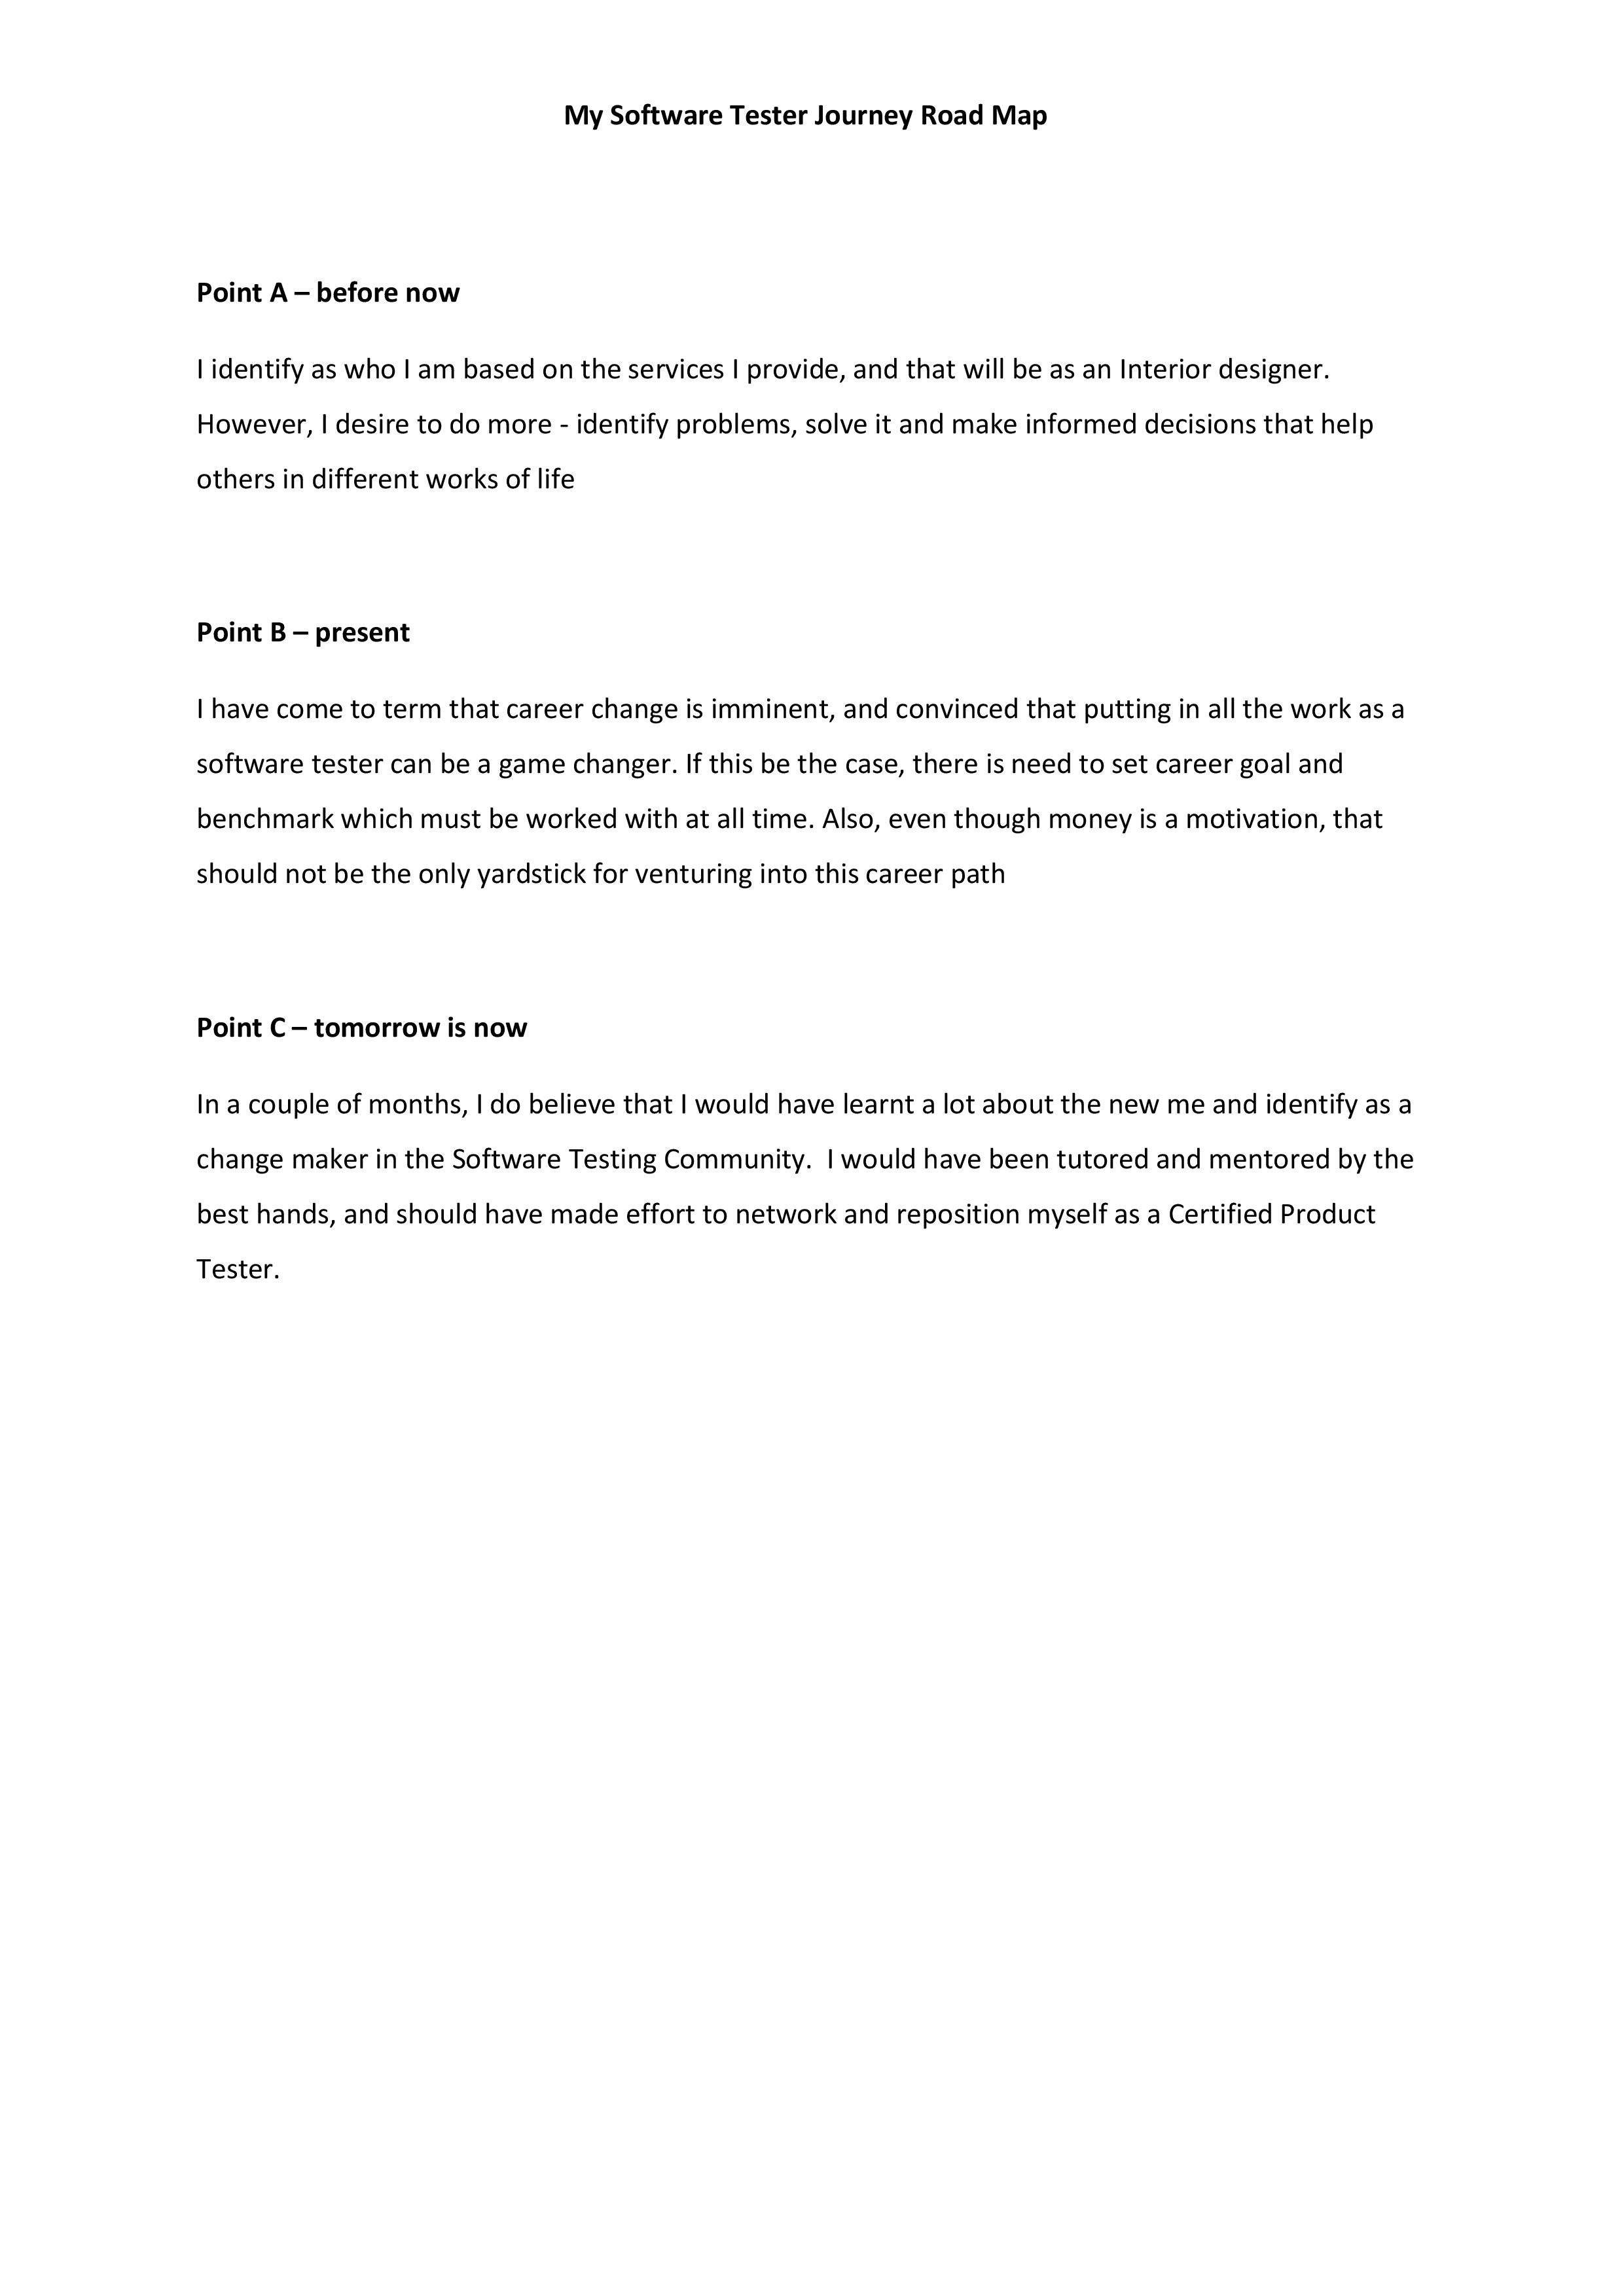 My Software Tester Journey Road Map
Point A – before now
I identify as who I am based on the services I provide, and that will be as an Interior designer.
However, I desire to do more - identify problems, solve it and make informed decisions that help
others in different works of life
Point B – present
I have come to term that career change is imminent, and convinced that putting in all the work as a
software tester can be a game changer. If this be the case, there is need to set career goal and
benchmark which must be worked with at all time. Also, even though money is a motivation, that
should not be the only yardstick for venturing into this career path
Point C – tomorrow is now
In a couple of months, I do believe that I would have learnt a lot about the new me and identify as a
change maker in the Software Testing Community.  I would have been tutored and mentored by the
best hands, and should have made effort to network and reposition myself as a Certified Product
Tester.